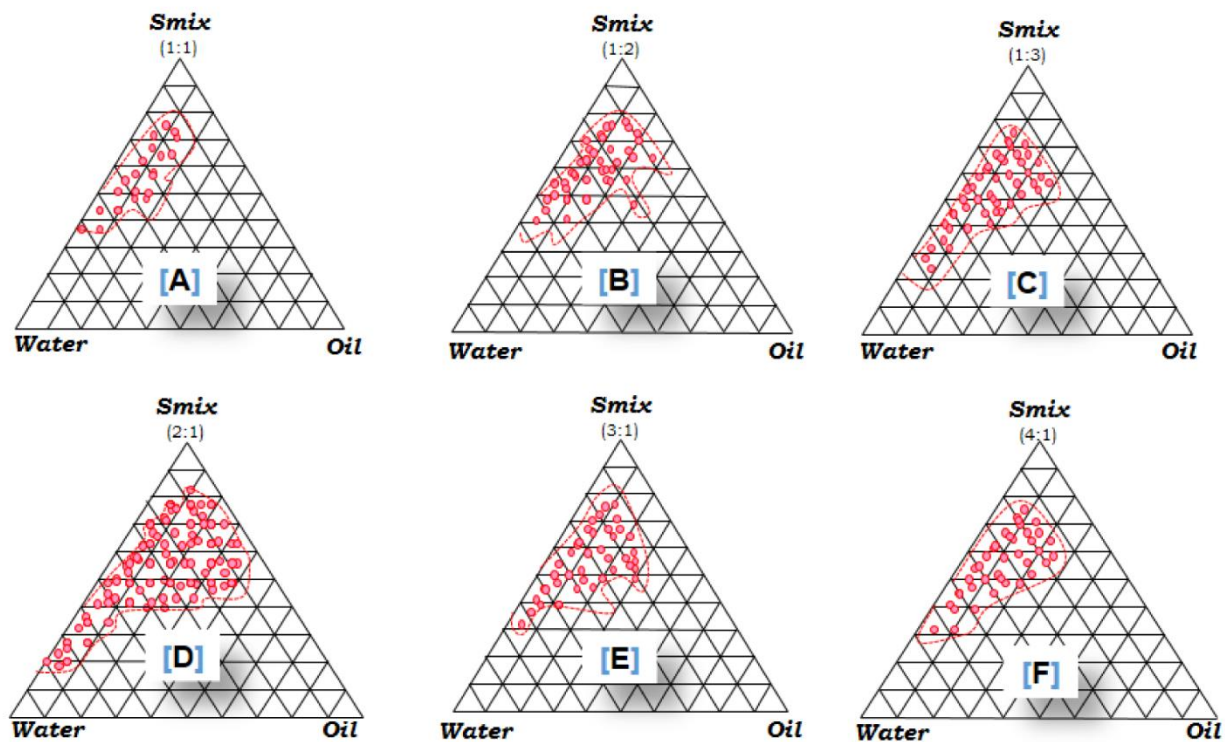 Smix
(1:1)
[A]
Water
Oil
Smix
(1:2)
[B]
Water
Oil
Smix
(1:3)
[C]
Water
Oil
Smix
(2:1)
[D]
Water
Oil
Smix
(3:1)
[E]
Water
Oil
Smix
(4:1)
[F]
Water
Oil